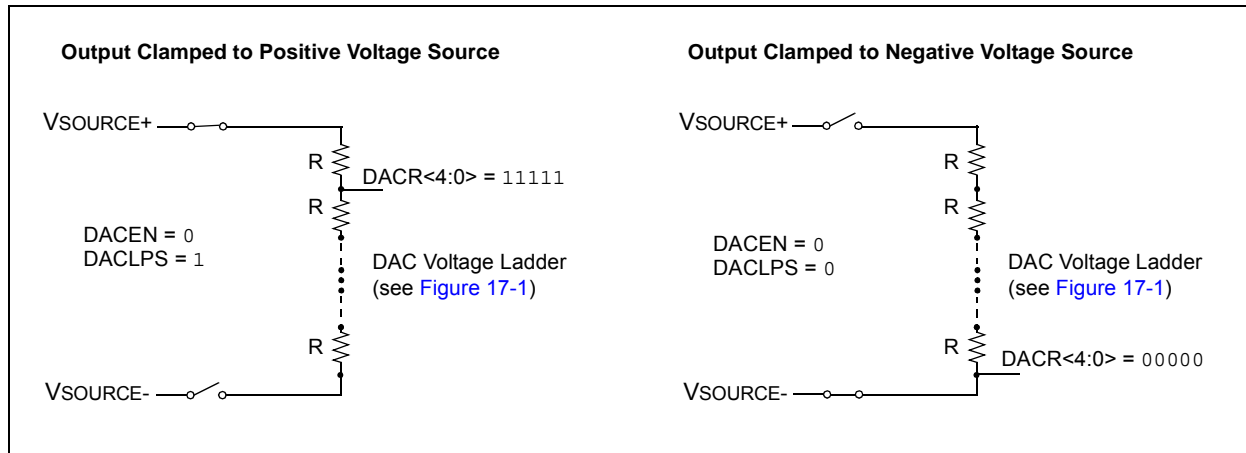 Output Clamped to Positive Voltage Source
VSOURCE+
R
DACR<4:0> = 11111
R
DACEN = 0
DACLPS = 1
DAC Voltage Ladder
(see Figure 17-1)
R
VSOURCE-
Output Clamped to Negative Voltage Source
VSOURCE+
R
R
DACEN = 0
DACLPS = 0
DAC Voltage Ladder
(see Figure 17-1)
R
DACR<4:0> = 00000
VSOURCE-